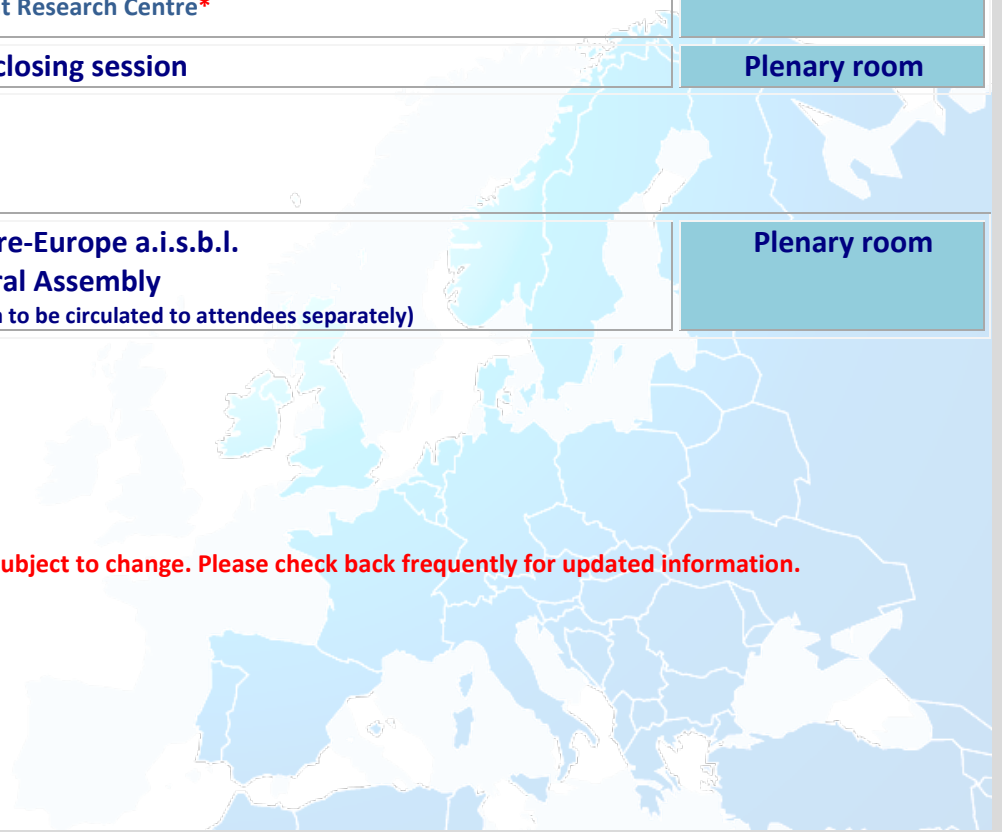 t Research Centre*
closing session Plenary room
re-Europe a.i.s.b.l. Plenary room
ral Assembly
to be circulated to attendees separately)
ubject to change. Please check back frequently for updated information.